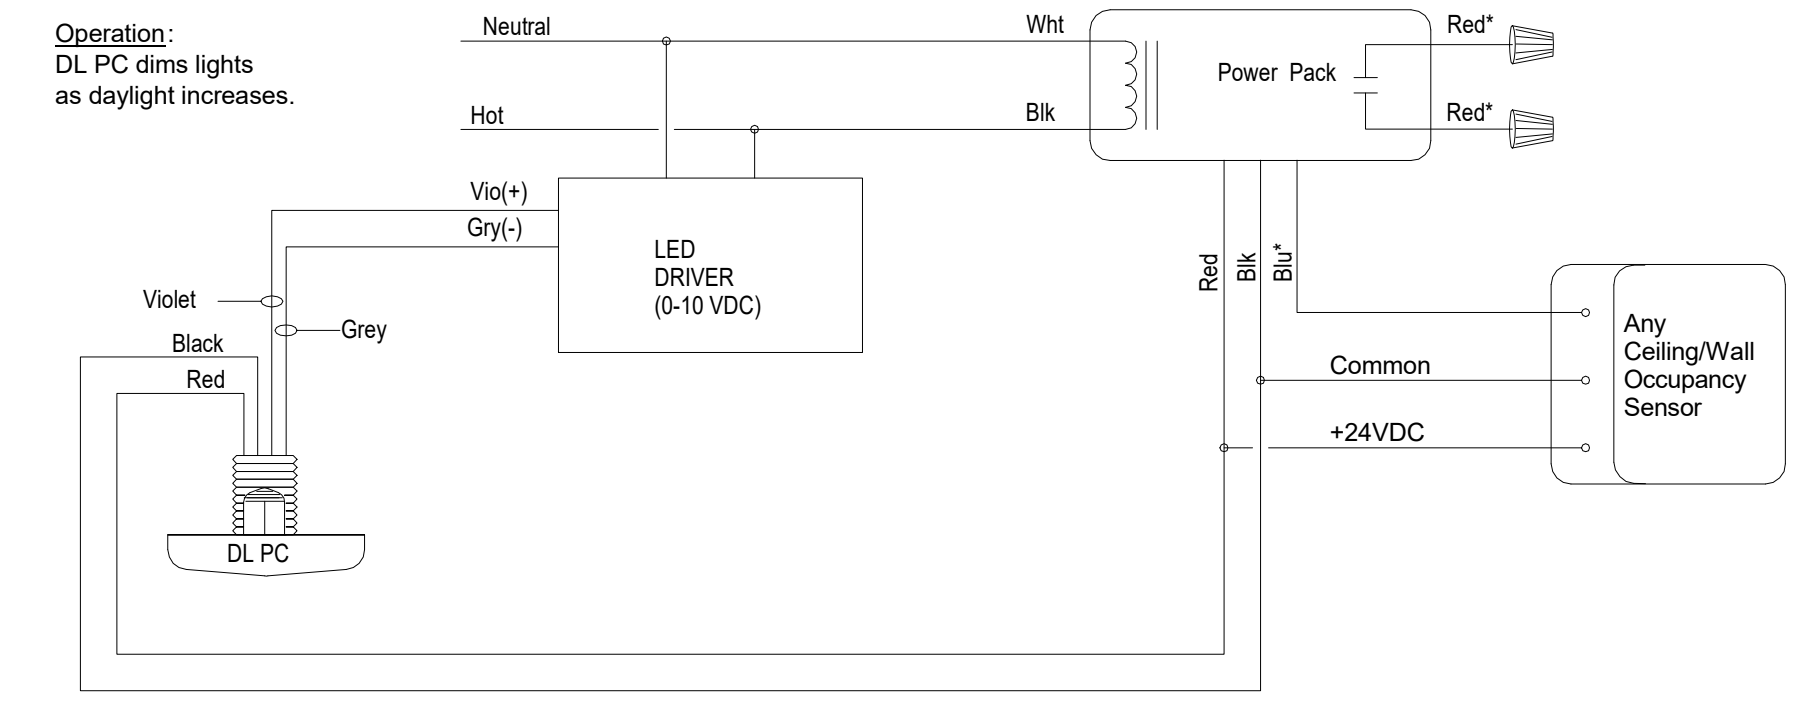 Operation:
DL PC dims lights
as daylight increases.
Neutral
Wht
Hot
Blk
Power Pack
Red*
Red*
Vio(+)
Gry(-)
LED
DRIVER
(0-10 VDC)
Red
Blk
Blu*
Violet
Grey
Black
Red
Any
Ceiling/Wall
Occupancy
Sensor
Common
+24VDC
DL PC